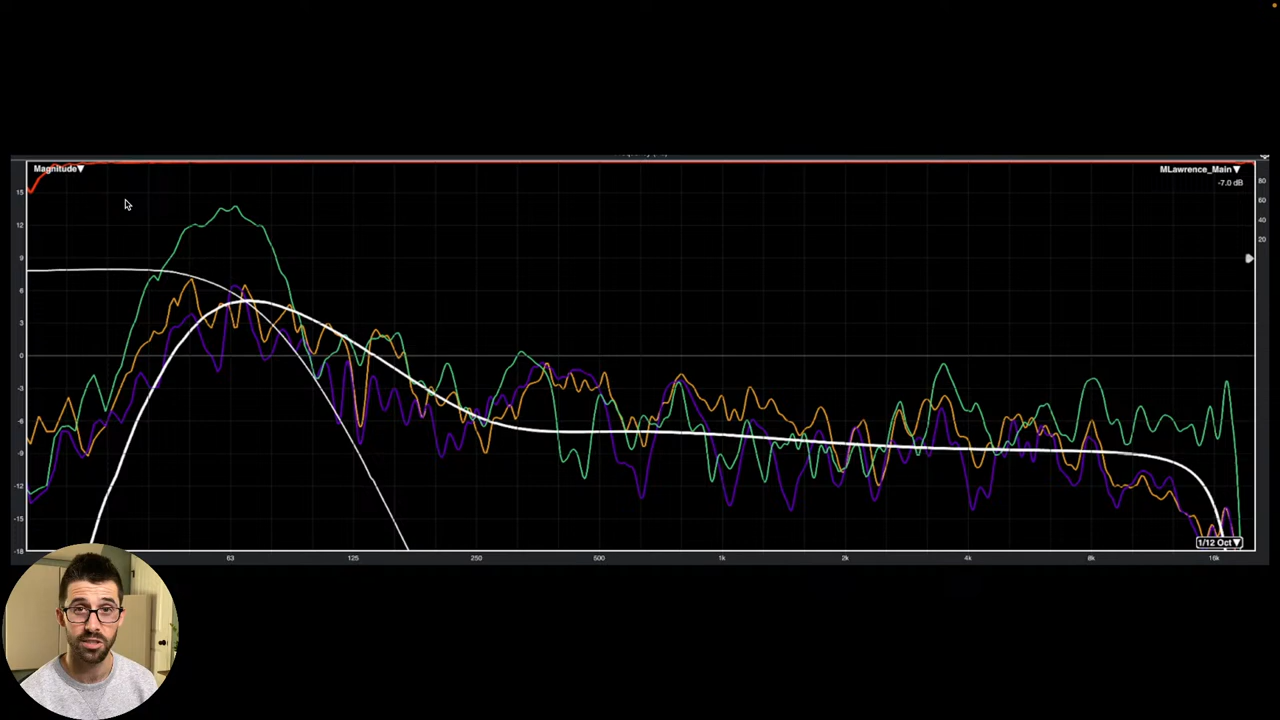 Magnitude▼
MLawrence_Main▼
-7.0 dB
15
12
9
6
3
0
-3
-6
-9
-12
-15
-18
80
60
40
20
1/12 Oct▼
63
125
250
500
1k
2k
4k
8k
16k